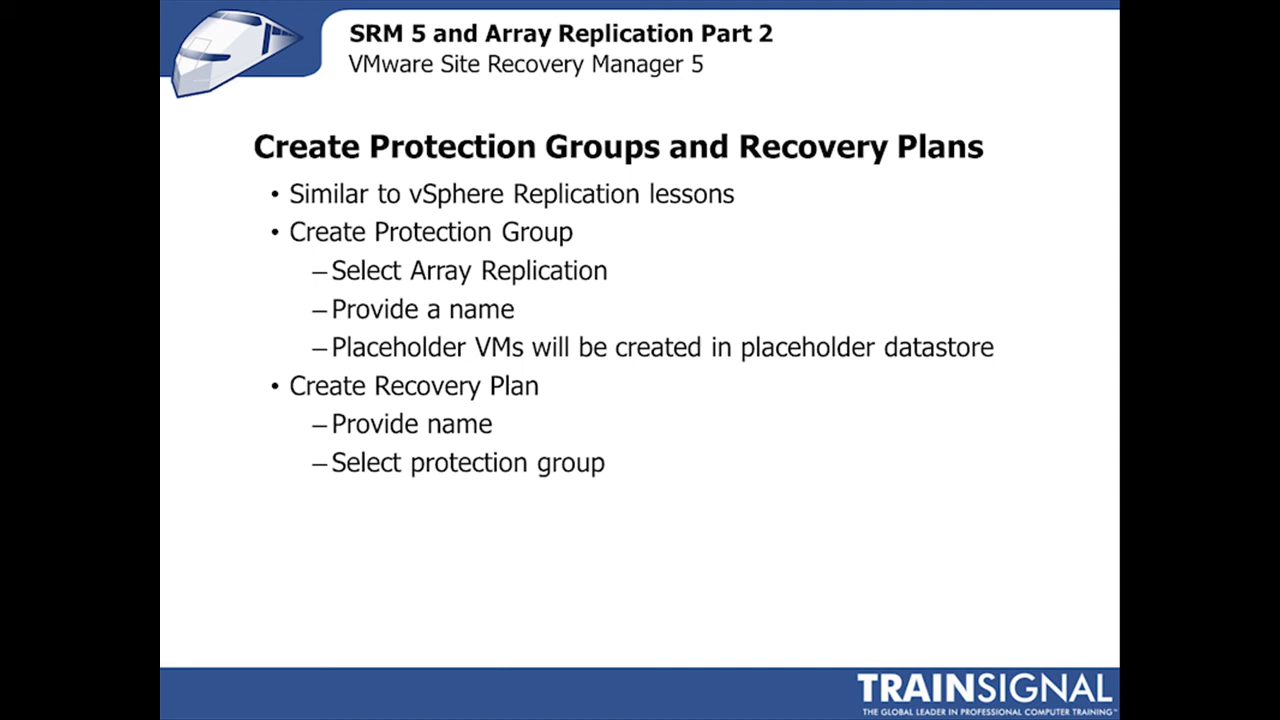 SRM 5 and Array Replication Part 2
VMware Site Recovery Manager 5
Create Protection Groups and Recovery Plans
• Similar to vSphere Replication lessons
• Create Protection Group
–Select Array Replication
–Provide a name
–Placeholder VMs will be created in placeholder datastore
• Create Recovery Plan
–Provide name
–Select protection group
TRAINSIGNAL
THE GLOBAL LEADER IN PROFESSIONAL COMPUTER TRAINING™